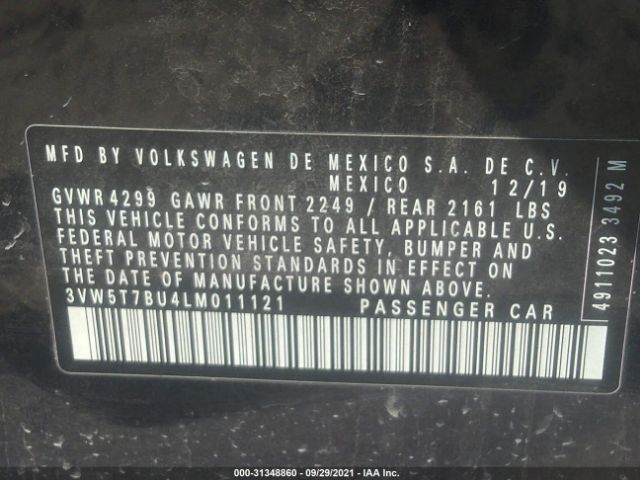 MFD BY VOLKSWAGEN DE MEXICO S.A. DE C.V.
MEXICO 12/19
GVWR 4299 GAWR FRONT 2249 / REAR 2161 LBS
THIS VEHICLE CONFORMS TO ALL APPLICABLE U.S.
FEDERAL MOTOR VEHICLE SAFETY, BUMPER AND
THEFT PREVENTION STANDARDS IN EFFECT ON
THE DATE OF MANUFACTURE SHOWN ABOVE.
3VW5T7BU4LM011121 PASSENGER CAR
4911023 3492 M
000-31348860 - 09/29/2021 - IAA Inc.